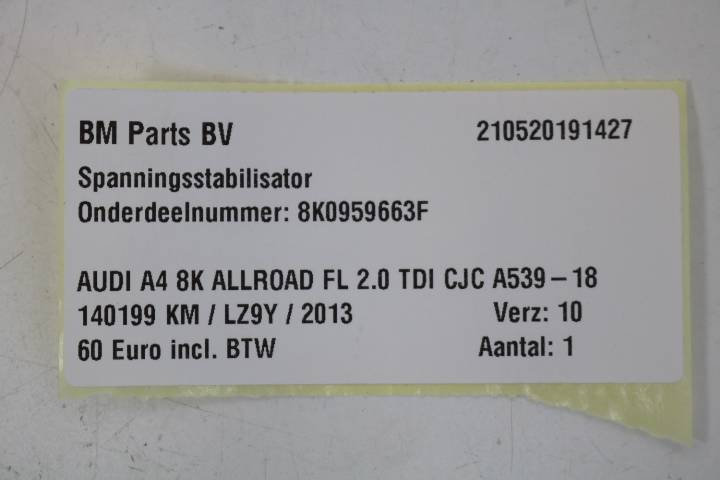 BM Parts BV 210520191427
Spanningsstabilisator
Onderdeelnummer: 8K0959663F
AUDI A4 8K ALLROAD FL 2.0 TDI CJC A539-18
140199 KM / LZ9Y / 2013 Verz: 10
60 Euro incl. BTW Aantal: 1